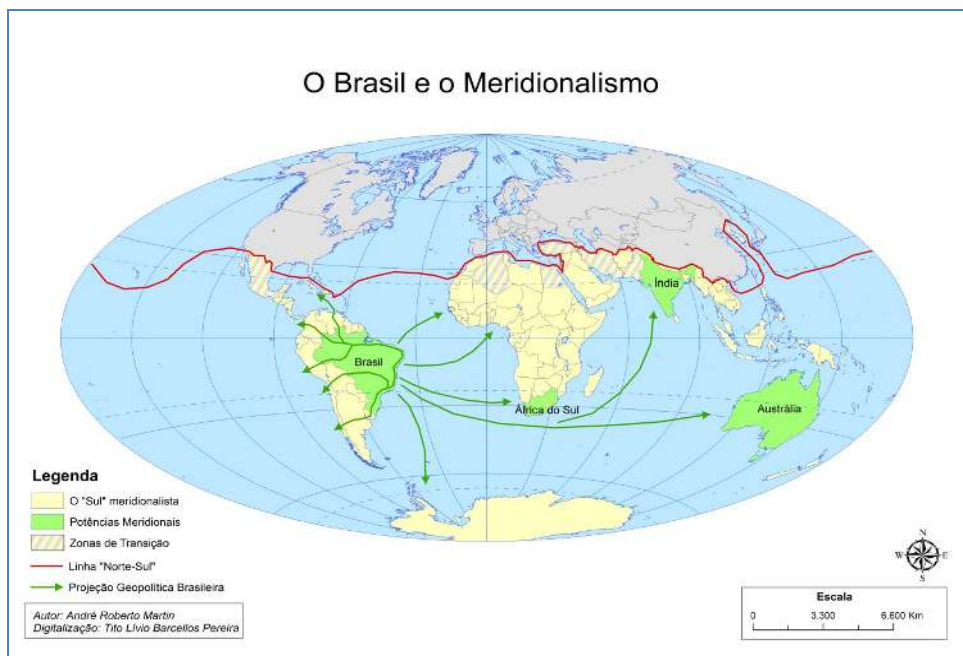 O Brasil e o Meridionalismo
Índia
Brasil
África do Sul
Austrália
Legenda
O "Sul" meridionalista
Potências Meridionais
Zonas de Transição
Linha "Norte-Sul"
Projeção Geopolítica Brasileira
Autor: André Roberto Martin
Digitalização: Tito Lívio Barcellos Pereira
N
W E
S
Escala
0 3.300 6.600 Km